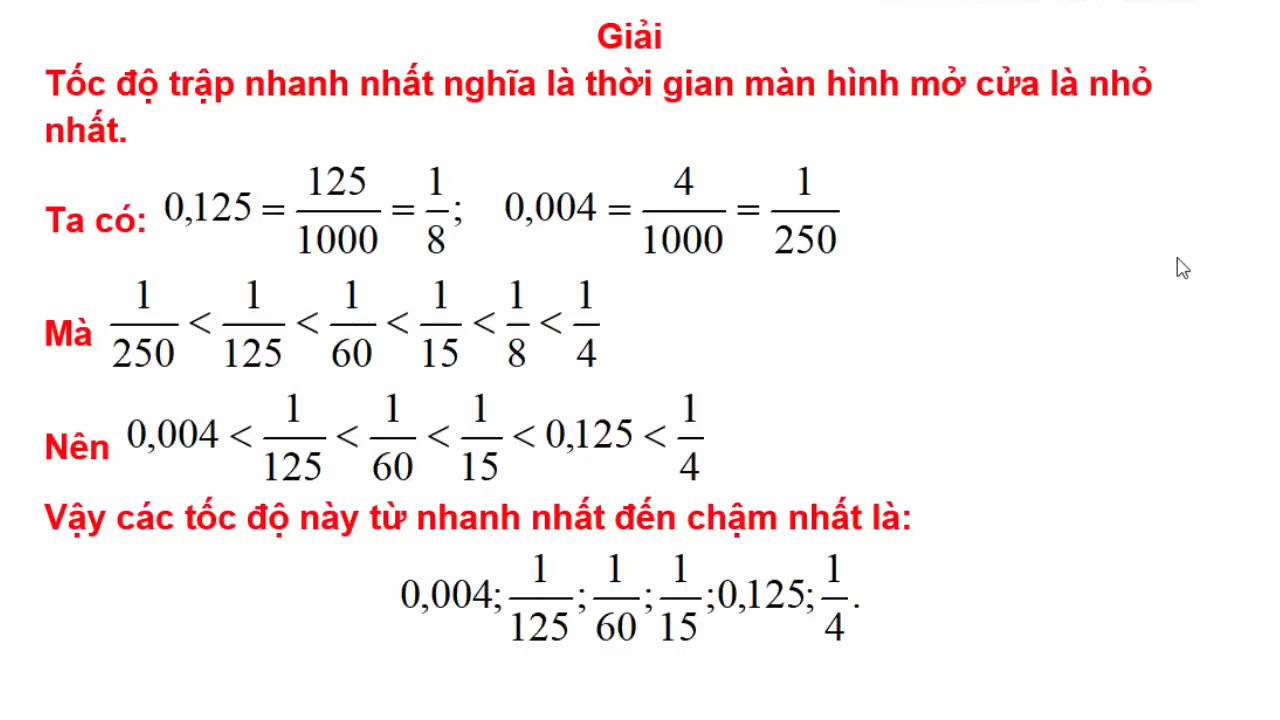 Giải
Tốc độ trập nhanh nhất nghĩa là thời gian màn hình mở cửa là nhỏ
nhất.
Ta có: 0,125 = 125/1000 = 1/8; 0,004 = 4/1000 = 1/250
Mà 1/250 < 1/125 < 1/60 < 1/15 < 1/8 < 1/4
Nên 0,004 < 1/125 < 1/60 < 1/15 < 0,125 < 1/4
Vậy các tốc độ này từ nhanh nhất đến chậm nhất là:
0,004; 1/125; 1/60; 1/15; 0,125; 1/4.